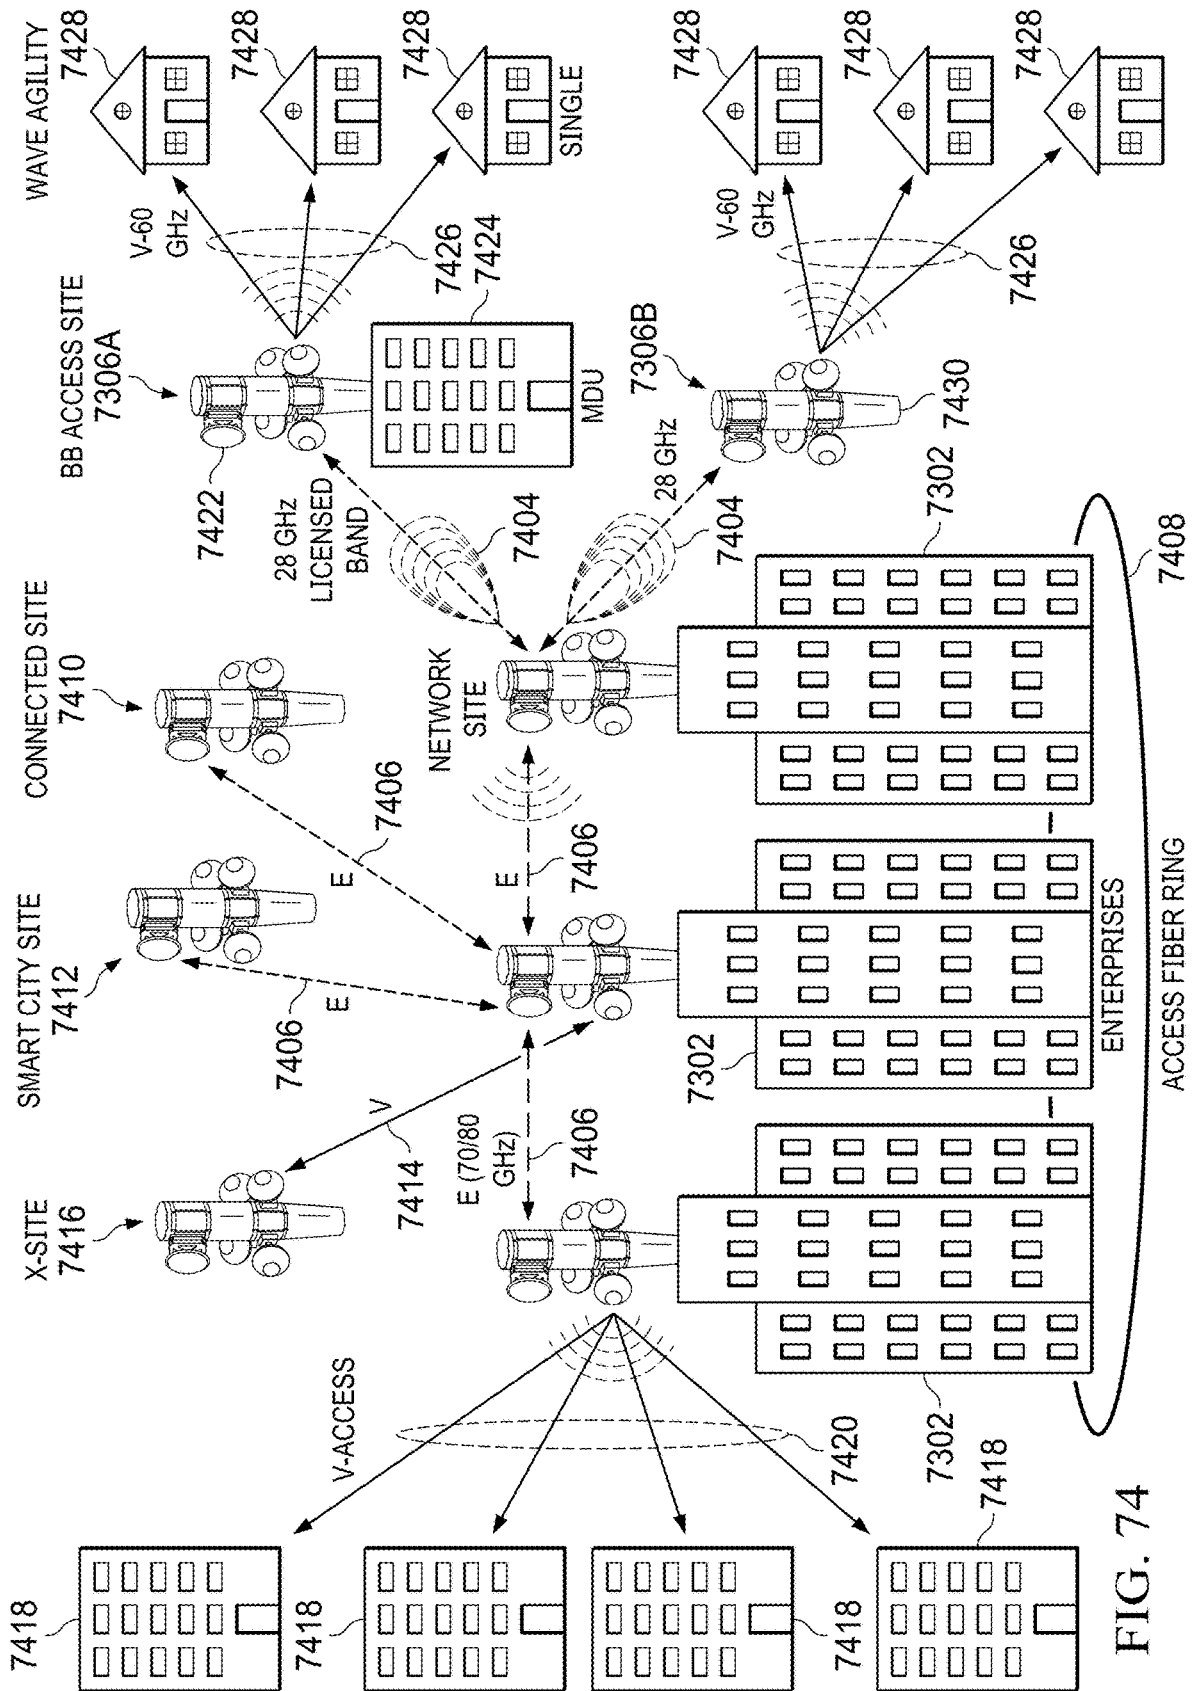 X-SITE
7416
SMART CITY SITE
7412
CONNECTED SITE
7410
BB ACCESS SITE
7306A
WAVE AGILITY
7418
7418
7418
7418
V-ACCESS
7420
7414
V
7406
E
7406
E
E (70/80
GHz)
7406
E
7406
NETWORK
SITE
7422
28 GHz
LICENSED
BAND
7404
7404
28 GHz
V-60
GHz
7426
7424
MDU
7428
7428
7428
SINGLE
7306B
7430
V-60
GHz
7426
7428
7428
7428
7302
7302
7302
ENTERPRISES
ACCESS FIBER RING
7408
FIG. 74